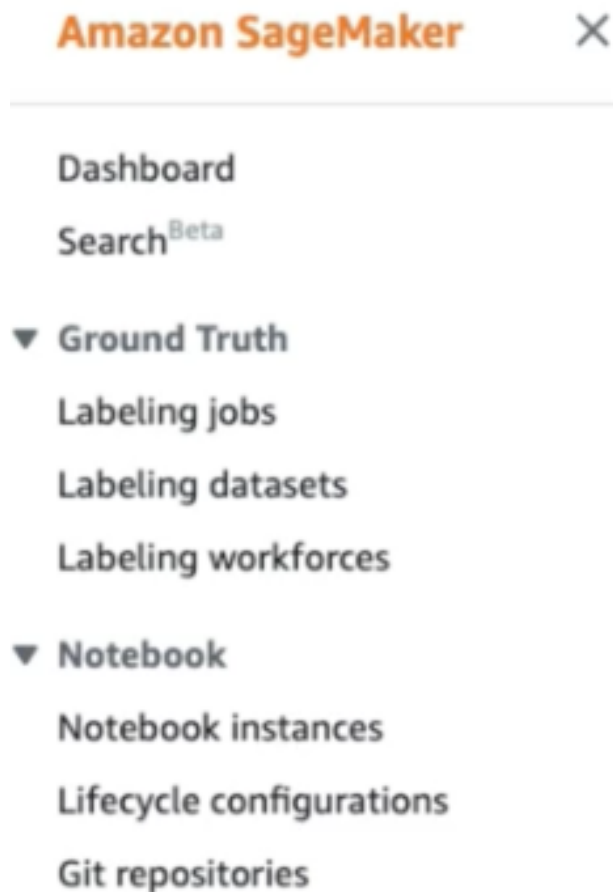 Amazon SageMaker
Dashboard
Search Beta
Ground Truth
Labeling jobs
Labeling datasets
Labeling workforces
Notebook
Notebook instances
Lifecycle configurations
Git repositories